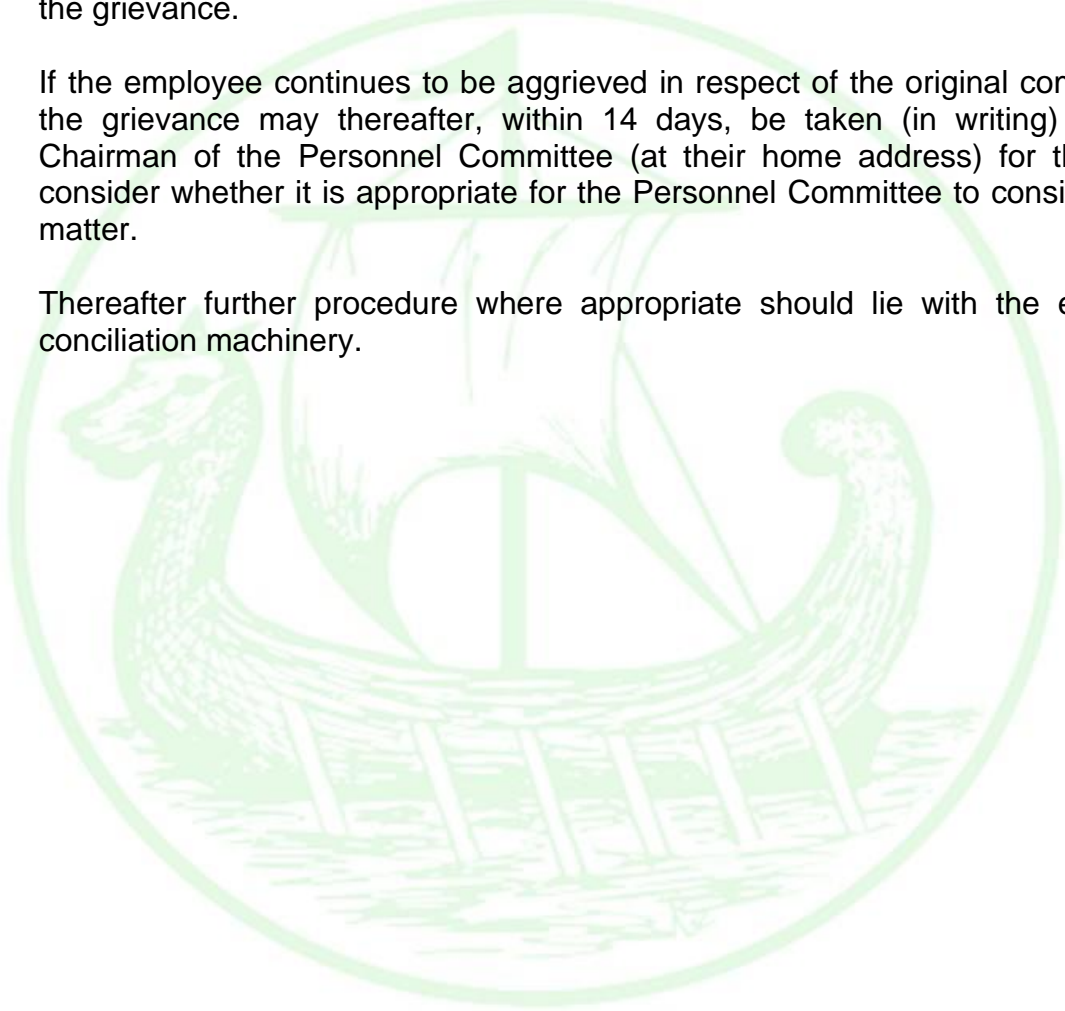 the grievance.
If the employee continues to be aggrieved in respect of the original
the grievance may thereafter, within 14 days, be taken (in writing)
Chairman of the Personnel Committee (at their home address) for
consider whether it is appropriate for the Personnel Committee to
matter.
Thereafter further procedure where appropriate should lie with the
conciliation machinery.